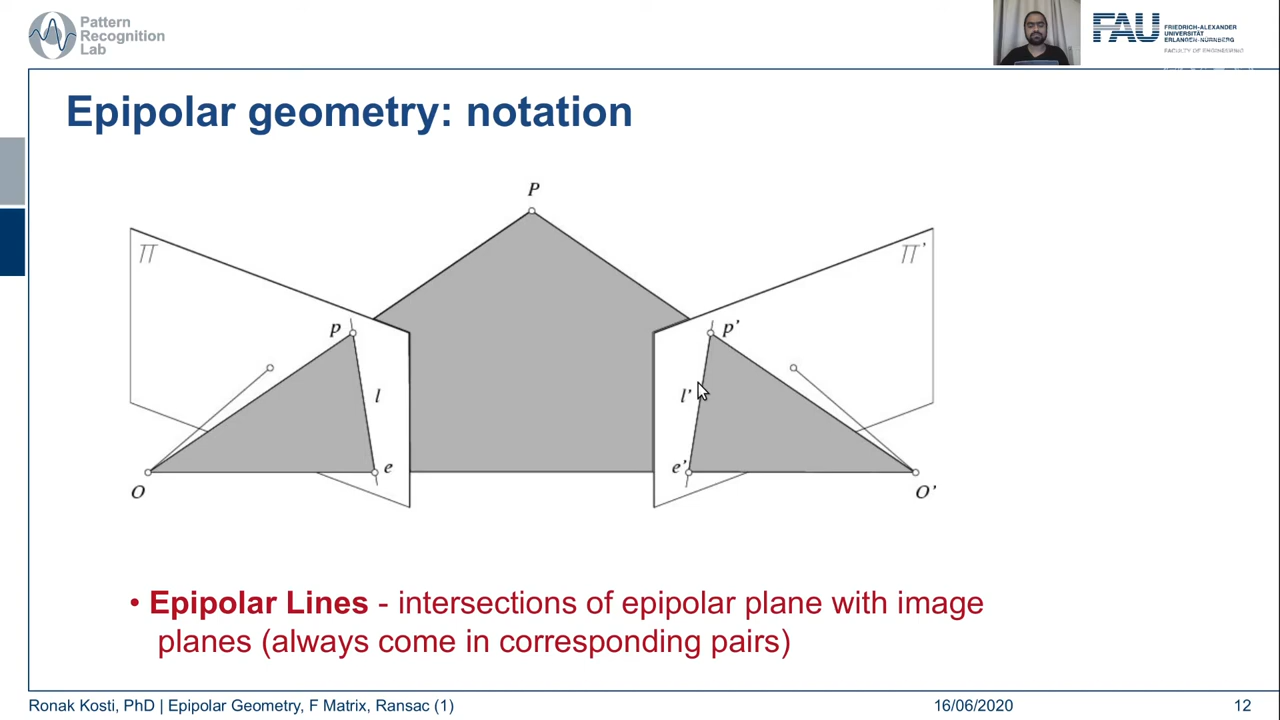 Pattern
Recognition
Lab
FAU
FRIEDRICH-ALEXANDER
UNIVERSITÄT
ERLANGEN-NÜRNBERG
FACULTY OF ENGINEERING
Epipolar geometry: notation
P
Π
Π'
p
p'
l
l'
e
e'
O
O'
• Epipolar Lines - intersections of epipolar plane with image
planes (always come in corresponding pairs)
Ronak Kosti, PhD | Epipolar Geometry, F Matrix, Ransac (1)
16/06/2020
12